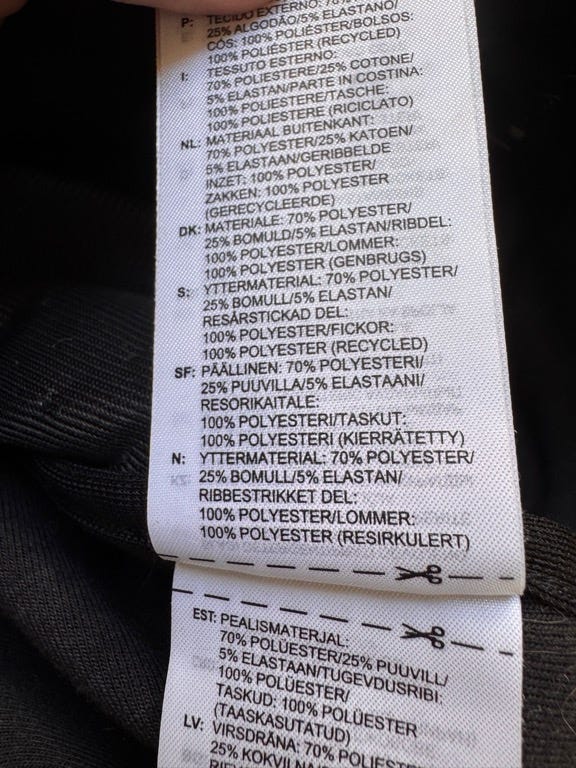 P: TECIDO EXTERNO: 70%
25% ALGODÃO/5% ELASTANO/
CÓS: 100% POLIÉSTER/BOLSOS:
100% POLIÉSTER (RECYCLED)
I: TESSUTO ESTERNO:
70% POLIESTERE/25% COTONE/
5% ELASTAN/PARTE IN COSTINA:
100% POLIESTERE/TASCHE:
100% POLIESTERE (RICICLATO)
NL: MATERIAAL BUITENKANT:
70% POLYESTER/25% KATOEN/
5% ELASTAAN/GERIBBELDE
INZET: 100% POLYESTER/
ZAKKEN: 100% POLYESTER
(GERECYCLEERDE)
DK: MATERIALE: 70% POLYESTER/
25% BOMULD/5% ELASTAN/RIBDEL:
100% POLYESTER/LOMMER:
100% POLYESTER (GENBRUGS)
S: YTTERMATERIAL: 70% POLYESTER/
25% BOMULL/5% ELASTAN/
RESÅRSTICKAD DEL:
100% POLYESTER/FICKOR:
100% POLYESTER (RECYCLED)
SF: PÄÄLLINEN: 70% POLYESTERI/
25% PUUVILLA/5% ELASTAANI/
RESORIKAITALE:
100% POLYESTERI/TASKUT:
100% POLYESTERI (KIERRÄTETTY)
N: YTTERMATERIAL: 70% POLYESTER/
25% BOMULL/5% ELASTAN/
RIBBESTRIKKET DEL:
100% POLYESTER/LOMMER:
100% POLYESTER (RESIRKULERT)
EST: PEALISMATERJAL:
70% POLÜESTER/25% PUUVILL/
5% ELASTAAN/TUGEVDUSRIBI:
100% POLÜESTER/
TASKUD: 100% POLÜESTER
(TAASKASUTATUD)
LV: VIRSDRĀNA: 70% POLIESTE
25% KOKVILNA